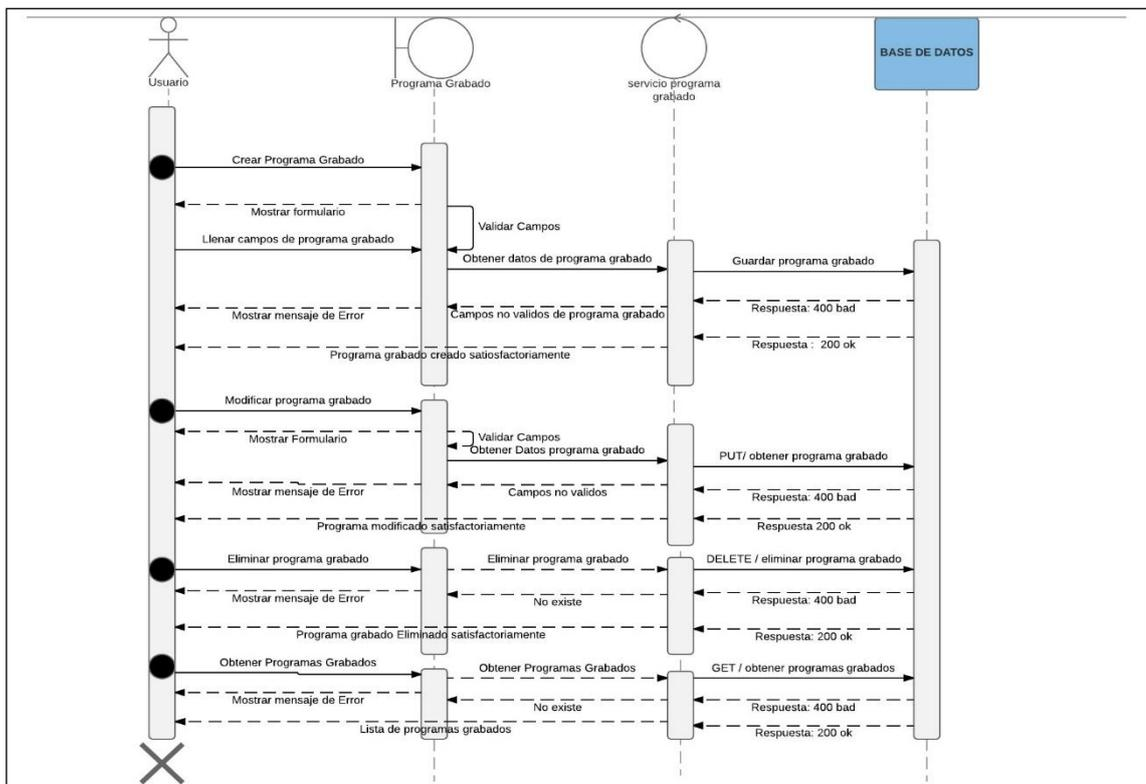 Usuario
Programa Grabado
servicio programa
grabado
BASE DE DATOS
Crear Programa Grabado
Mostrar formulario
Validar Campos
Llenar campos de programa grabado
Obtener datos de programa grabado
Guardar programa grabado
Mostrar mensaje de Error
Campos no validos de programa grabado
Respuesta: 400 bad
Programa grabado creado satiosfactoriamente
Respuesta : 200 ok
Modificar programa grabado
Mostrar Formulario
Validar Campos
Obtener Datos programa grabado
PUT/ obtener programa grabado
Mostrar mensaje de Error
Campos no validos
Respuesta: 400 bad
Programa modificado satisfactoriamente
Respuesta 200 ok
Eliminar programa grabado
Eliminar programa grabado
DELETE / eliminar programa grabado
Mostrar mensaje de Error
No existe
Respuesta: 400 bad
Programa grabado Eliminado satisfactoriamente
Respuesta: 200 ok
Obtener Programas Grabados
Obtener Programas Grabados
GET / obtener programas grabados
Mostrar mensaje de Error
No existe
Respuesta: 400 bad
Lista de programas grabados
Respuesta: 200 ok